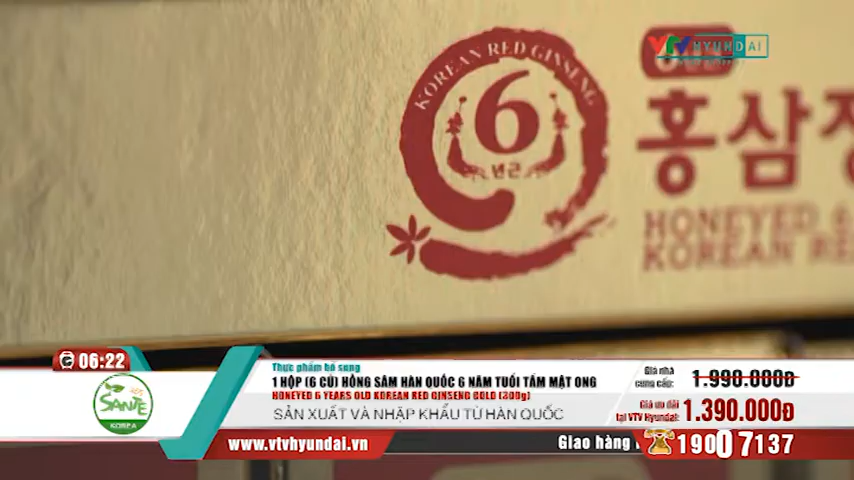 VTV HYUNDAI
KOREAN RED GINSENG
6
년근
홍삼정
HONEYED 6
KOREAN RE
06:22
SANTE
KOREA
Thực phẩm bổ sung
1 HỘP (6 CỦ) HỒNG SÂM HÀN QUỐC 6 NĂM TUỔI TẨM MẬT ONG
HONEYED 6 YEARS OLD KOREAN RED GINSENG GOLD (300g)
SẢN XUẤT VÀ NHẬP KHẨU TỪ HÀN QUỐC
Giá nhà
cung cấp:
1.990.000Đ
Giá ưu đãi
tại VTV Hyundai:
1.390.000Đ
www.vtvhyundai.vn
Giao hàng
1900 7137